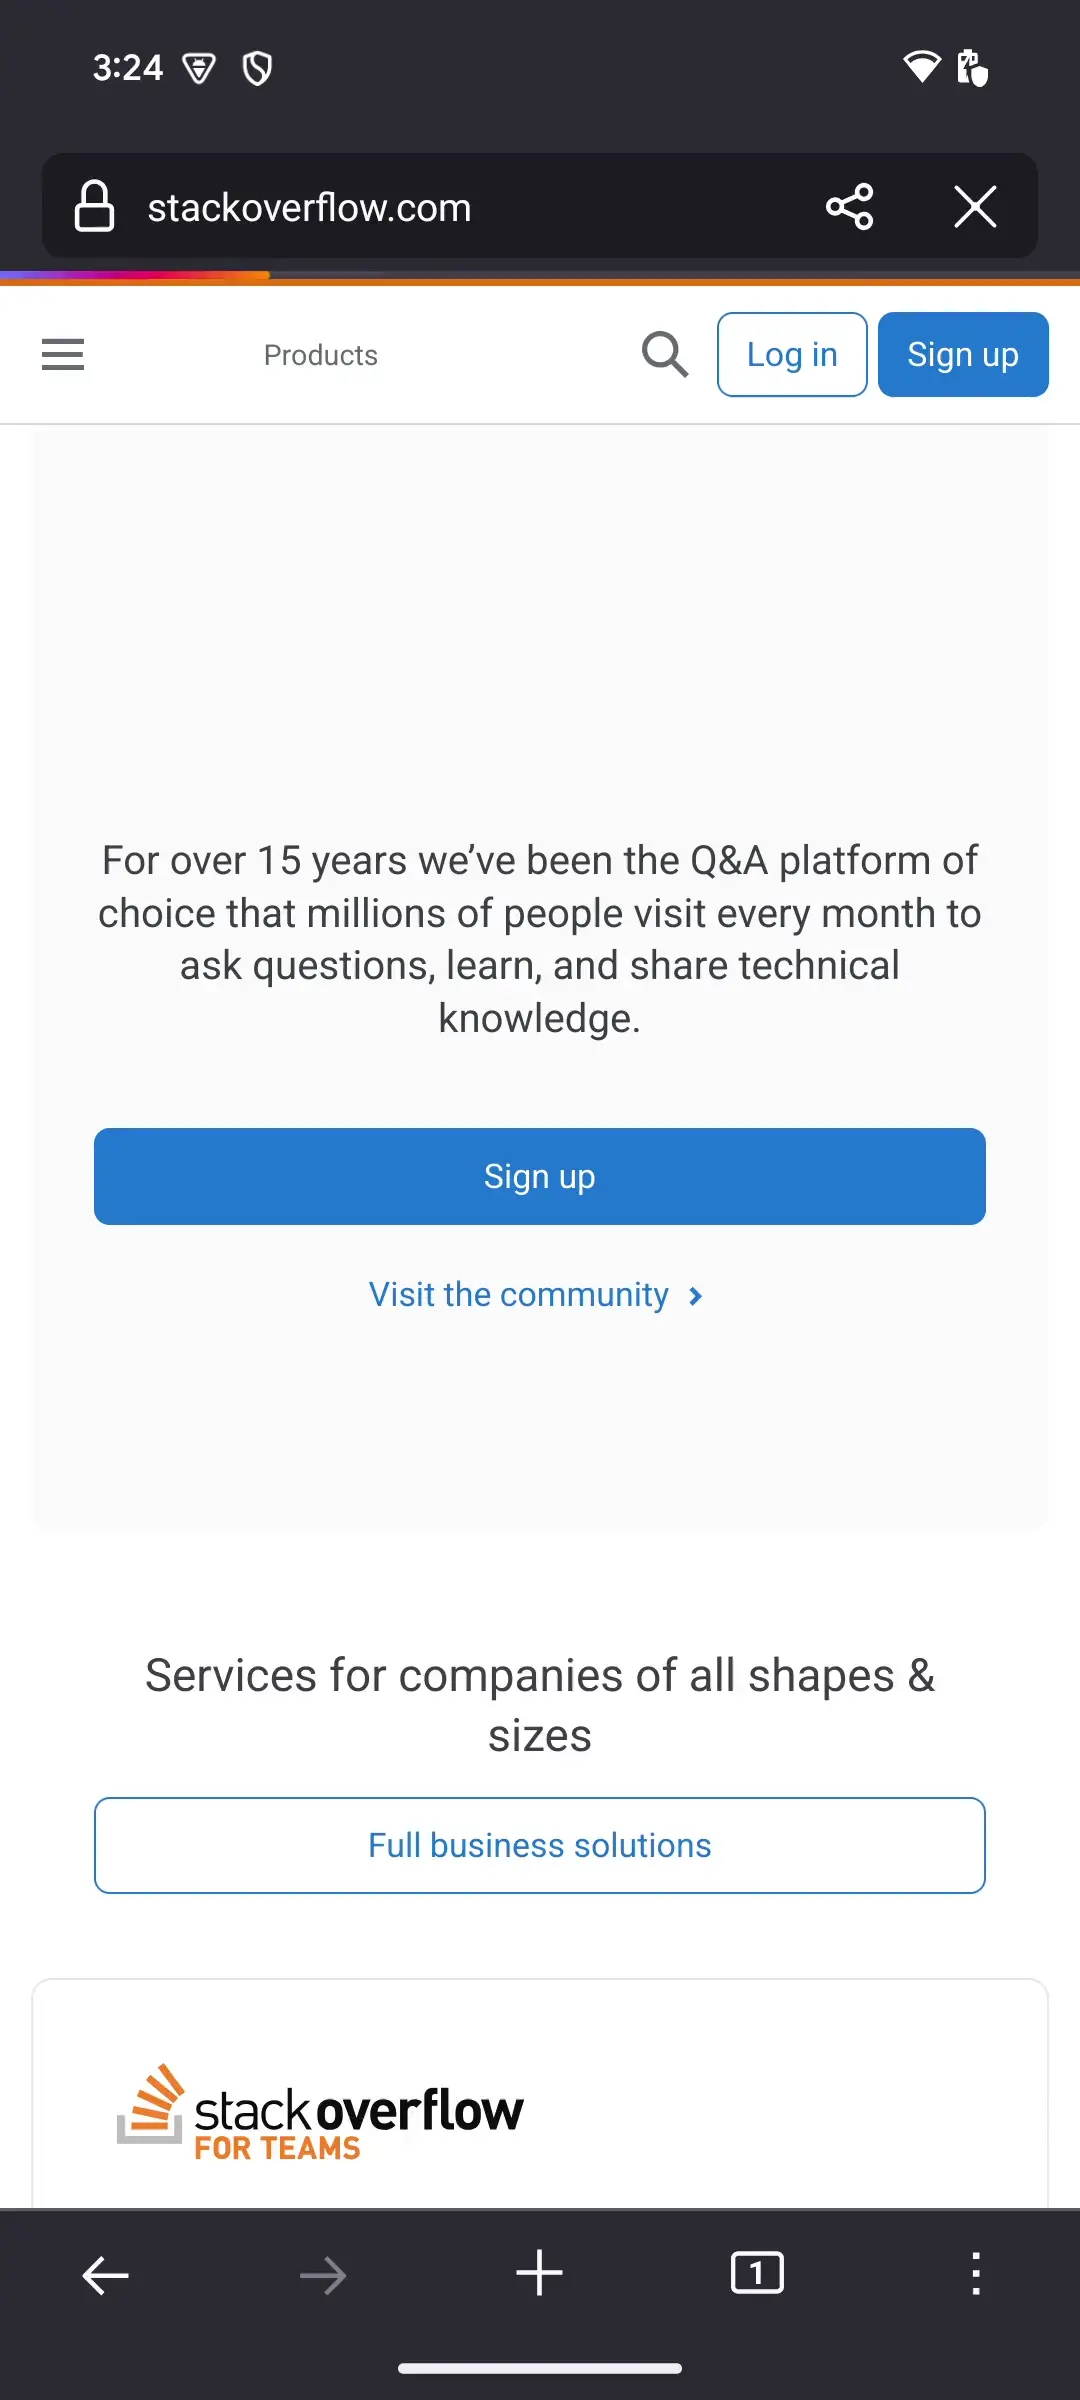 3:24
stackoverflow.com
Products
Log in
Sign up
For over 15 years we’ve been the Q&A platform of
choice that millions of people visit every month to
ask questions, learn, and share technical
knowledge.
Sign up
Visit the community
Services for companies of all shapes &
sizes
Full business solutions
stackoverflow
FOR TEAMS
1